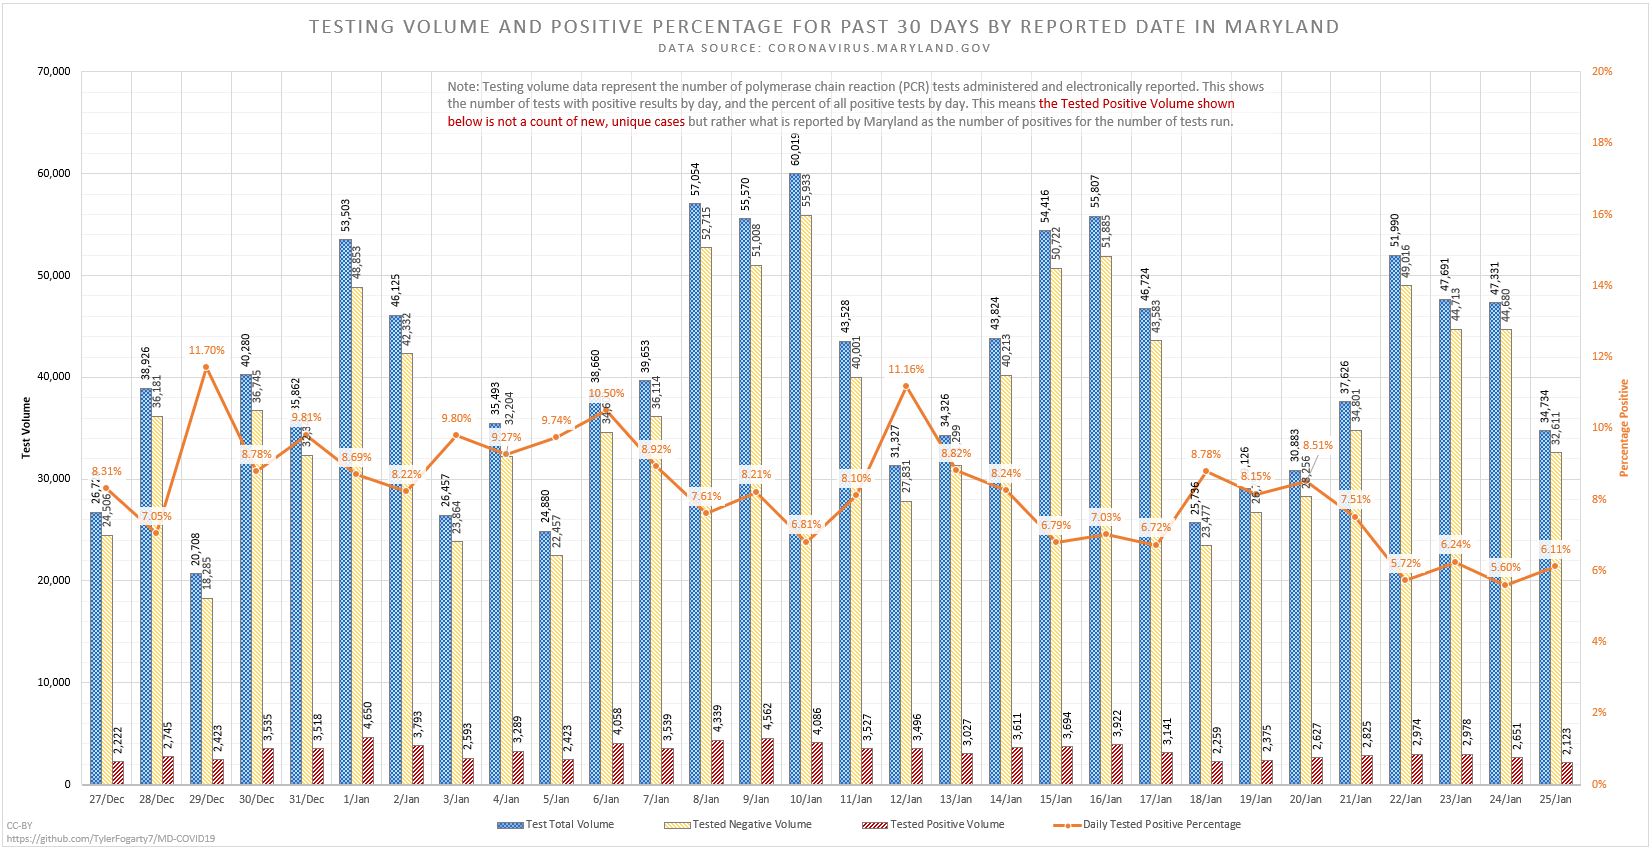 TESTING VOLUME AND POSITIVE PERCENTAGE FOR PAST 30 DAYS BY REPORTED DATE IN MARYLAND
DATA SOURCE: CORONAVIRUS.MARYLAND.GOV
Note: Testing volume data represent the number of polymerase chain reaction (PCR) tests administered and electronically reported. This shows
the number of tests with positive results by day, and the percent of all positive tests by day. This means the Tested Positive Volume shown
below is not a count of new, unique cases but rather what is reported by Maryland as the number of positives for the number of tests run.
Test Volume
70,000
60,000
50,000
40,000
30,000
20,000
10,000
0
Percentage Positive
20%
18%
16%
14%
12%
10%
8%
6%
4%
2%
0%
24,506 2,222 8.31%
38,926 36,181 2,745 7.05%
20,708 18,285 2,423 11.70%
40,280 36,745 3,535 8.78%
35,862 3,518 9.81%
53,503 48,853 4,650 8.69%
46,125 42,332 3,793 8.22%
26,457 23,864 2,593 9.80%
35,493 32,204 3,289 9.27%
24,880 22,457 2,423 9.74%
38,660 4,058 10.50%
39,653 36,114 3,539 8.92%
57,054 52,715 4,339 7.61%
55,570 51,008 4,562 8.21%
60,019 55,933 4,086 6.81%
43,528 40,001 3,527 8.10%
31,327 27,831 3,496 11.16%
34,326 3,027 8.82%
43,824 40,213 3,611 8.24%
54,416 50,722 3,694 6.79%
55,807 51,885 3,922 7.03%
46,724 43,583 3,141 6.72%
25,736 23,477 2,259 8.78%
2,375 8.15%
30,883 28,256 2,627 8.51%
37,626 34,801 2,825 7.51%
51,990 49,016 2,974 5.72%
47,691 44,713 2,978 6.24%
47,331 44,680 2,651 5.60%
34,734 32,611 2,123 6.11%
27/Dec 28/Dec 29/Dec 30/Dec 31/Dec 1/Jan 2/Jan 3/Jan 4/Jan 5/Jan 6/Jan 7/Jan 8/Jan 9/Jan 10/Jan 11/Jan 12/Jan 13/Jan 14/Jan 15/Jan 16/Jan 17/Jan 18/Jan 19/Jan 20/Jan 21/Jan 22/Jan 23/Jan 24/Jan 25/Jan
Test Total Volume Tested Negative Volume Tested Positive Volume Daily Tested Positive Percentage
CC-BY
https://github.com/TylerFogarty7/MD-COVID19